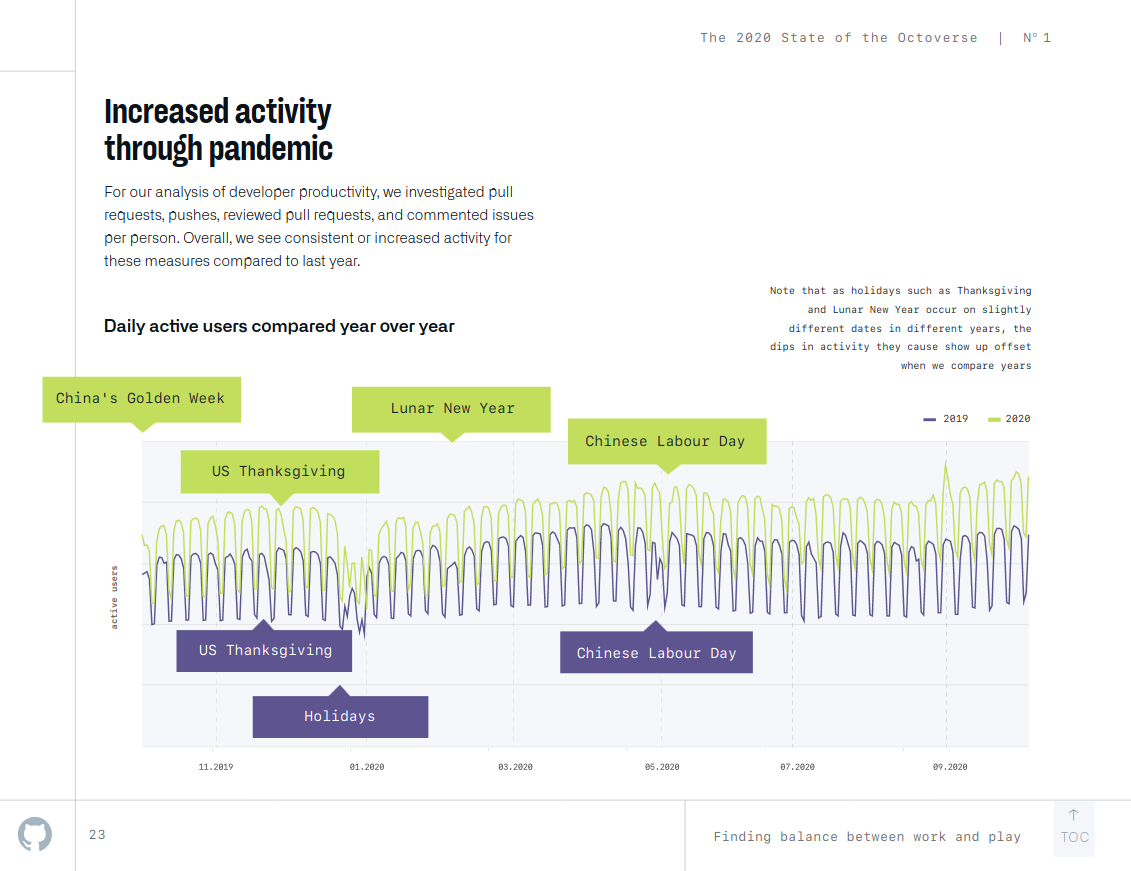 The 2020 State of the Octoverse | Nº 1
Increased activity
through pandemic
For our analysis of developer productivity, we investigated pull
requests, pushes, reviewed pull requests, and commented issues
per person. Overall, we see consistent or increased activity for
these measures compared to last year.
Note that as holidays such as Thanksgiving
and Lunar New Year occur on slightly
different dates in different years, the
dips in activity they cause show up offset
when we compare years
Daily active users compared year over year
China's Golden Week
Lunar New Year
Chinese Labour Day
2019 2020
US Thanksgiving
active users
US Thanksgiving
Chinese Labour Day
Holidays
11.2019 01.2020 03.2020 05.2020 07.2020 09.2020
23
Finding balance between work and play
↑
TOC